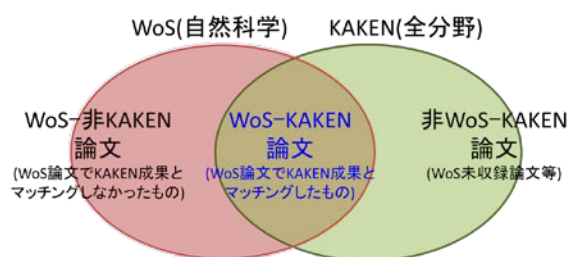 WoS(自然科学)
KAKEN(全分野)
WoS-非KAKEN
論文
(WoS論文でKAKEN成果と
マッチングしなかったもの)
WoS-KAKEN
論文
(WoS論文でKAKEN成果と
マッチングしたもの)
非WoS-KAKEN
論文
(WoS未収録論文等)